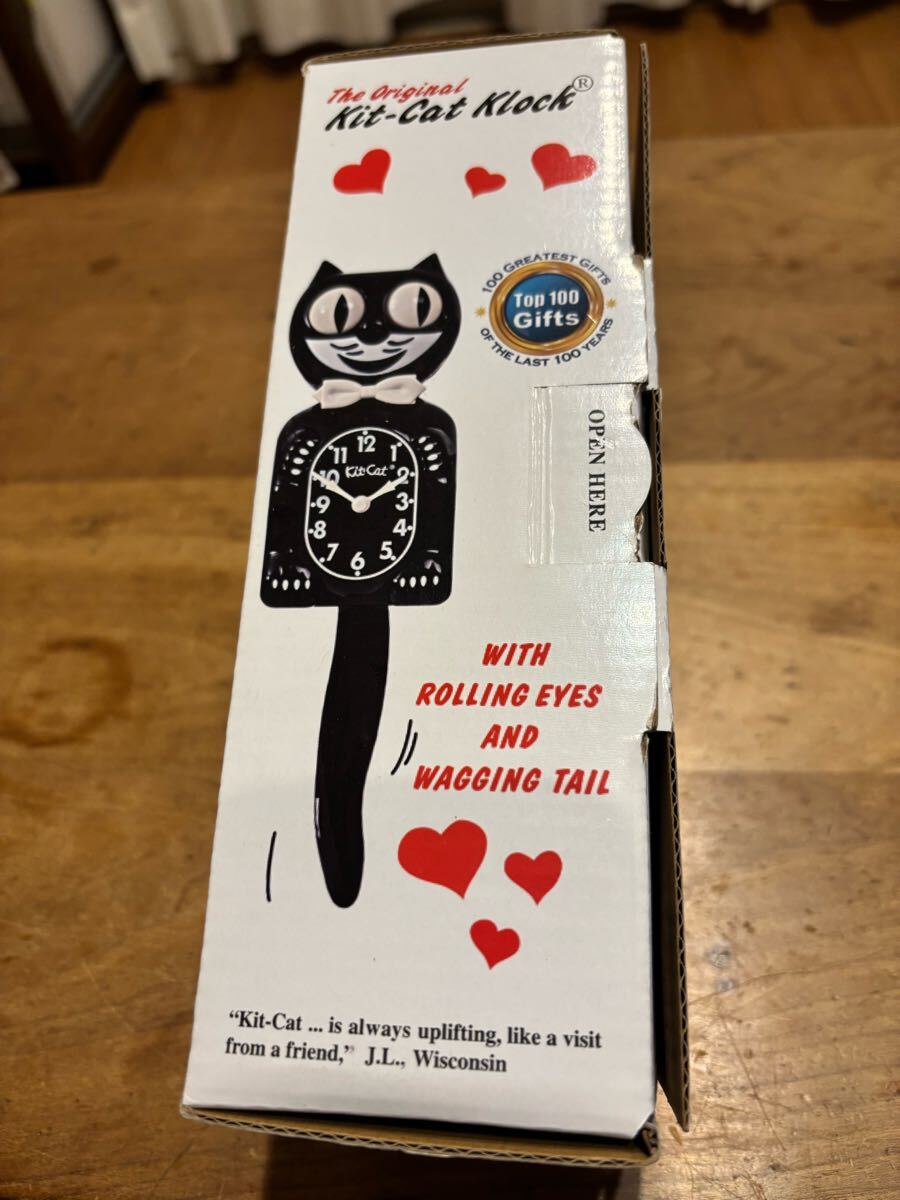 The Original
Kit-Cat Klock®
100 GREATEST GIFTS
Top 100
Gifts
OF THE LAST 100 YEARS
OPEN HERE
12
11 1
Kit-Cat®
10 2
9 3
8 4
7 5
6
WITH
ROLLING EYES
AND
WAGGING TAIL
“Kit-Cat ... is always uplifting, like a visit
from a friend,” J.L., Wisconsin